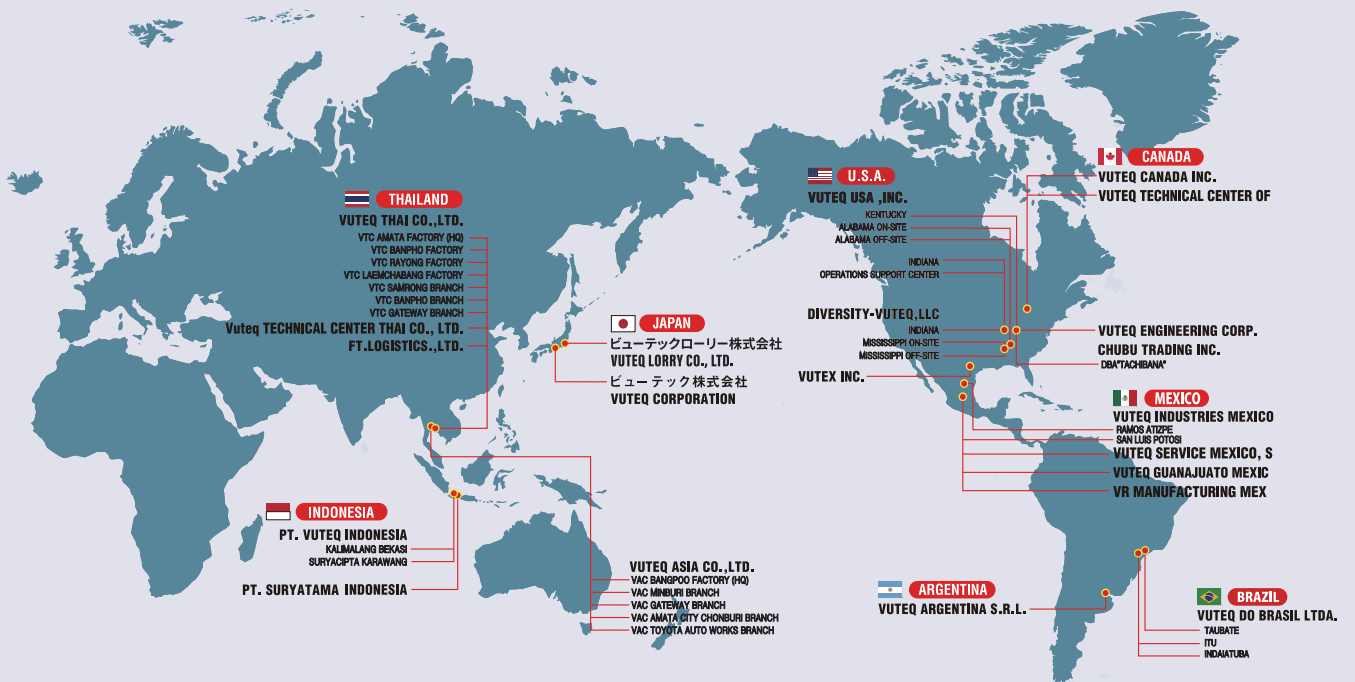 THAILAND
VUTEQ THAI CO.,LTD.
VTC AMATA FACTORY (HQ)
VTC BANPHO FACTORY
VTC RAYONG FACTORY
VTC LAEMCHABANG FACTORY
VTC SAMRONG BRANCH
VTC BANPHO BRANCH
VTC GATEWAY BRANCH
Vuteq TECHNICAL CENTER THAI CO., LTD.
FT.LOGISTICS.,LTD.
JAPAN
ビューテックローリー株式会社
VUTEQ LORRY CO., LTD.
ビューテック株式会社
VUTEQ CORPORATION
INDONESIA
PT. VUTEQ INDONESIA
KALIMALANG BEKASI
SURYACIPTA KARAWANG
PT. SURYATAMA INDONESIA
VUTEQ ASIA CO.,LTD.
VAC BANGPOO FACTORY (HQ)
VAC MINBURI BRANCH
VAC GATEWAY BRANCH
VAC AMATA CITY CHONBURI BRANCH
VAC TOYOTA AUTO WORKS BRANCH
U.S.A.
VUTEQ USA ,INC.
KENTUCKY
ALABAMA ON-SITE
ALABAMA OFF-SITE
INDIANA
OPERATIONS SUPPORT CENTER
DIVERSITY-VUTEQ,LLC
INDIANA
MISSISSIPPI ON-SITE
MISSISSIPPI OFF-SITE
VUTEX INC.
CANADA
VUTEQ CANADA INC.
VUTEQ TECHNICAL CENTER OF
VUTEQ ENGINEERING CORP.
CHUBU TRADING INC.
DBA"TACHIBANA"
MEXICO
VUTEQ INDUSTRIES MEXICO
RAMOS ATIZPE
SAN LUIS POTOSI
VUTEQ SERVICE MEXICO, S
VUTEQ GUANAJUATO MEXIC
VR MANUFACTURING MEX
ARGENTINA
VUTEQ ARGENTINA S.R.L.
BRAZIL
VUTEQ DO BRASIL LTDA.
TAUBATE
ITU
INDAIATUBA